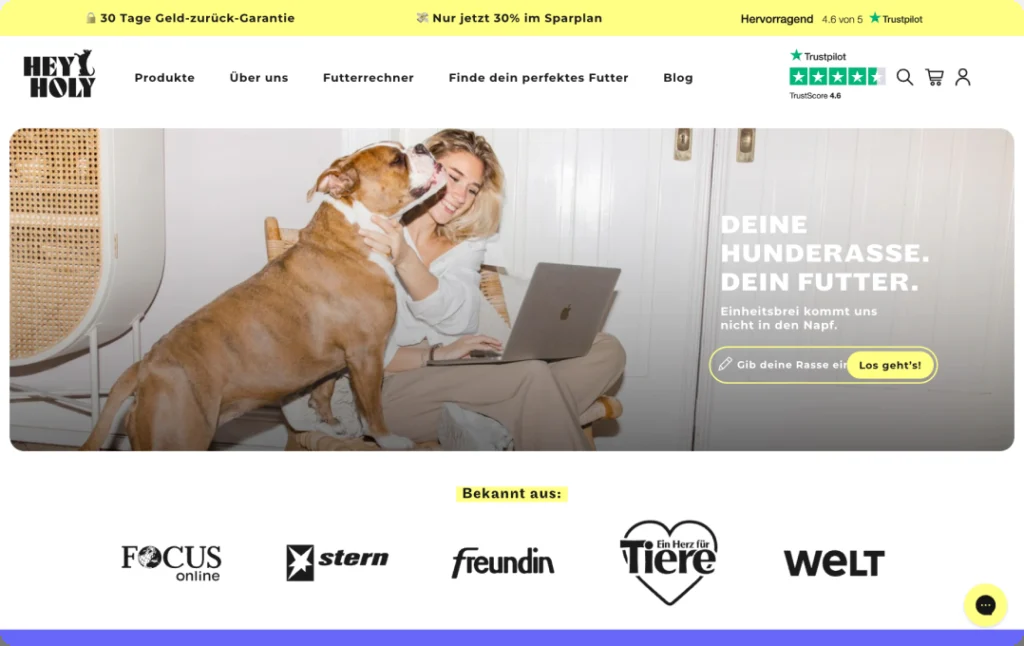 30 Tage Geld-zurück-Garantie
Nur jetzt 30% im Sparplan
Hervorragend 4.6 von 5 Trustpilot
HEY
HOLY
Produkte
Über uns
Futterrechner
Finde dein perfektes Futter
Blog
Trustpilot
TrustScore 4.6
DEINE
HUNDERASSE.
DEIN FUTTER.
Einheitsbrei kommt uns
nicht in den Napf.
Gib deine Rasse ein
Los geht's!
Bekannt aus:
FOCUS
online
stern
freundin
Ein Herz für
Tiere
WELT